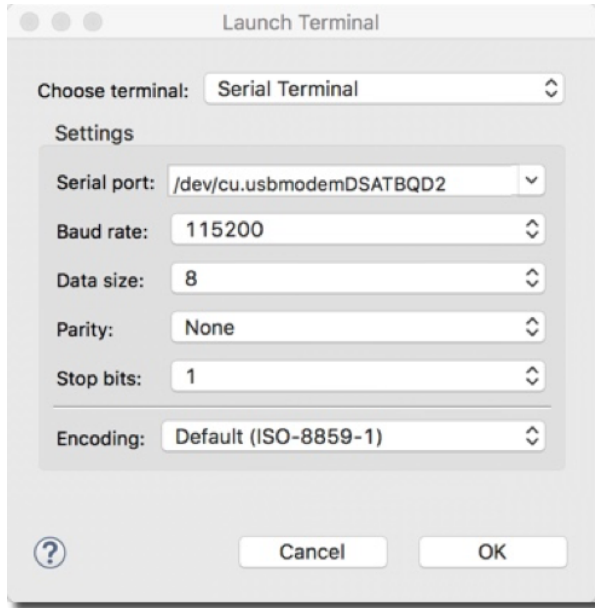 Launch Terminal
Choose terminal: Serial Terminal
Settings
Serial port: /dev/cu.usbmodemDSATBQD2
Baud rate: 115200
Data size: 8
Parity: None
Stop bits: 1
Encoding: Default (ISO-8859-1)
? Cancel OK